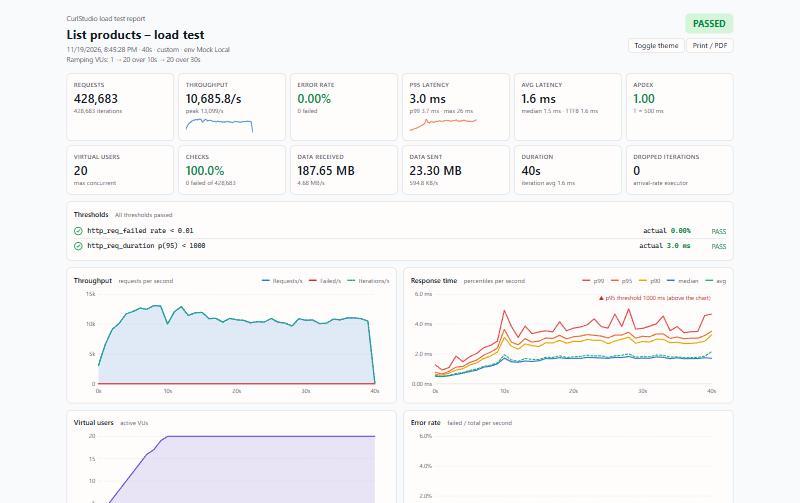 CurlStudio load test report
PASSED
List products – load test
11/19/2026, 8:45:28 PM · 40s · custom · env Mock Local
Toggle theme Print / PDF
Ramping VUs: 1 → 20 over 10s → 20 over 30s
REQUESTS
428,683
428,683 iterations
THROUGHPUT
10,685.8/s
peak 13,099/s
ERROR RATE
0.00%
0 failed
P95 LATENCY
3.0 ms
p99 3.7 ms · max 26 ms
AVG LATENCY
1.6 ms
median 1.5 ms · TTFB 1.6 ms
APDEX
1.00
T = 500 ms
VIRTUAL USERS
20
max concurrent
CHECKS
100.0%
0 failed of 428,683
DATA RECEIVED
187.65 MB
4.68 MB/s
DATA SENT
23.30 MB
594.8 KB/s
DURATION
40s
iteration avg 1.6 ms
DROPPED ITERATIONS
0
arrival-rate executor
Thresholds All thresholds passed
http_req_failed rate < 0.01 actual 0.00% PASS
http_req_duration p(95) < 1000 actual 3.0 ms PASS
Throughput requests per second Requests/s Failed/s Iterations/s
15k
10k
5k
0
0s 10s 20s 30s 40s
Response time percentiles per second p99 p95 p90 median avg
6.0 ms
▲ p95 threshold 1000 ms (above the chart)
4.0 ms
2.0 ms
0.00 ms
0s 10s 20s 30s 40s
Virtual users active VUs
20
15
10
Error rate failed / total per second
6.0%
4.0%
2.0%